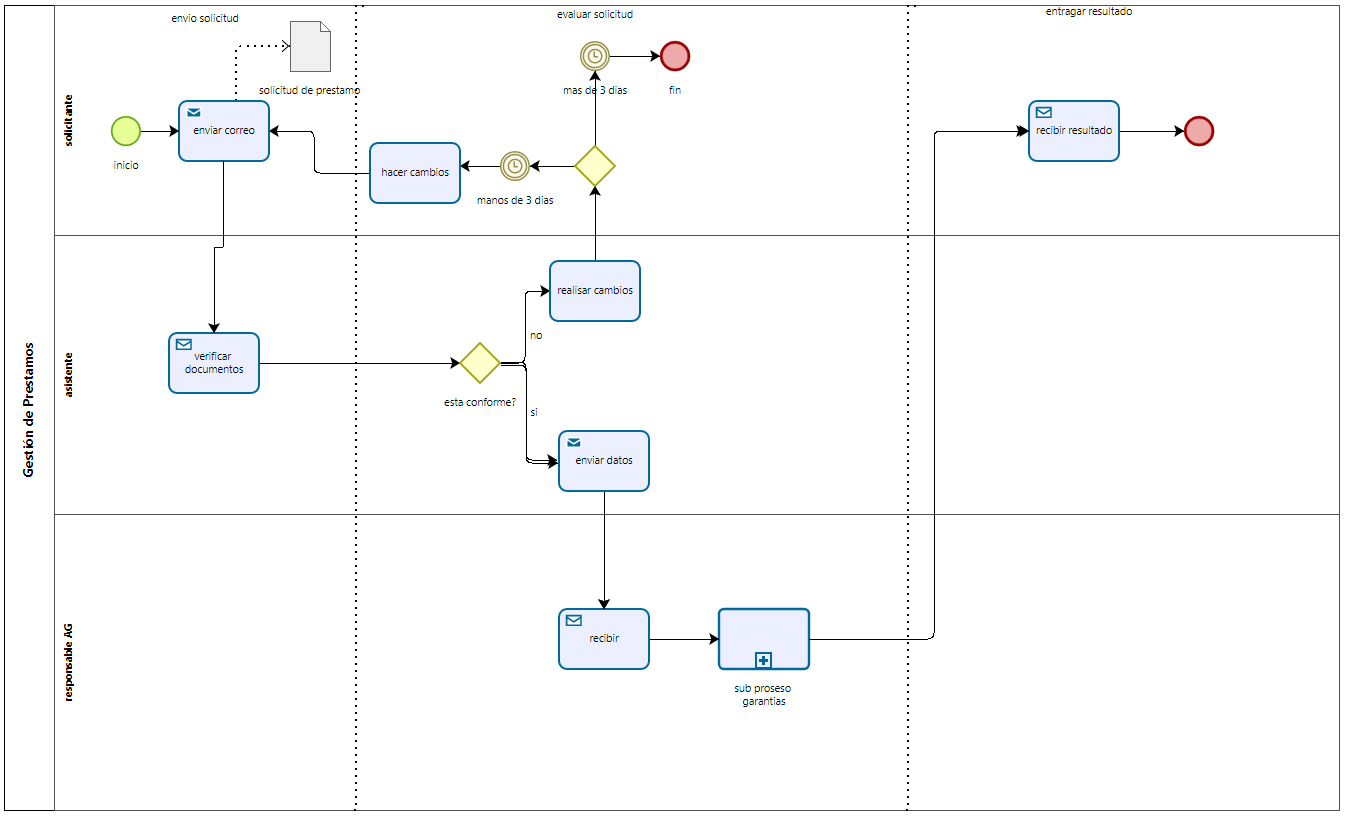 Gestión de Prestamos
envio solicitud
evaluar solicitud
entragar resultado
solicitante
solicitud de prestamo
mas de 3 dias
fin
enviar correo
inicio
hacer cambios
manos de 3 dias
recibir resultado
asistente
realisar cambios
no
verificar
documentos
esta conforme?
si
enviar datos
responsable AG
recibir
sub proseso
garantias